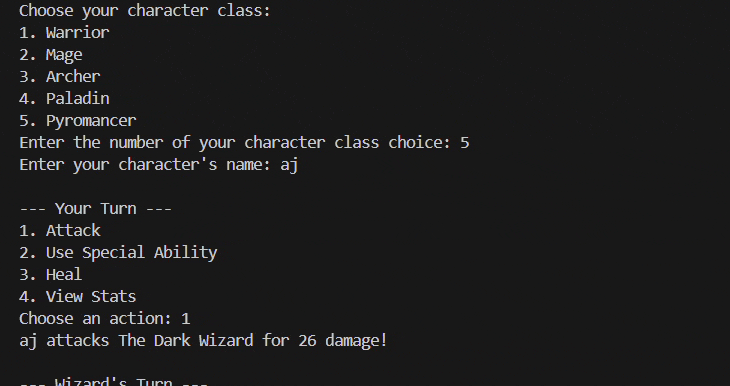 Choose your character class:
1. Warrior
2. Mage
3. Archer
4. Paladin
5. Pyromancer
Enter the number of your character class choice: 5
Enter your character's name: aj
--- Your Turn ---
1. Attack
2. Use Special Ability
3. Heal
4. View Stats
Choose an action: 1
aj attacks The Dark Wizard for 26 damage!
--- Wizard's Turn ---